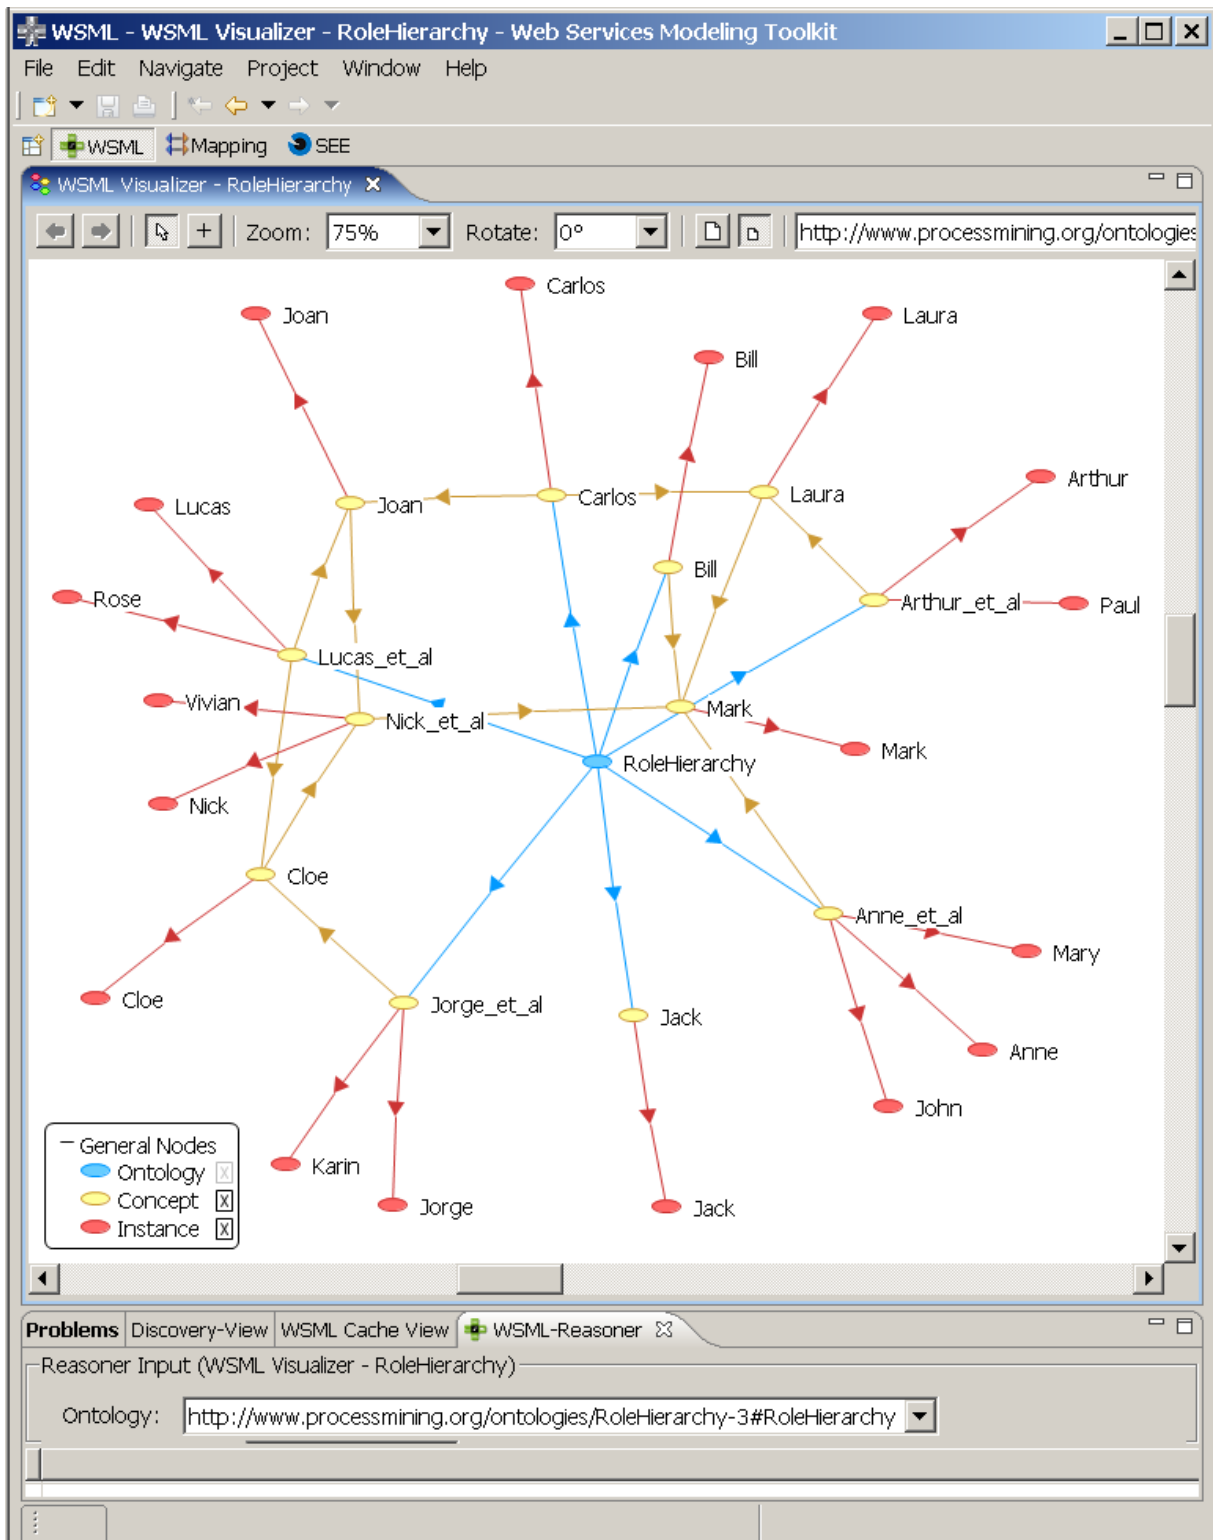 WSML - WSML Visualizer - RoleHierarchy - Web Services Modeling Toolkit
File Edit Navigate Project Window Help
WSML Mapping SEE
WSML Visualizer - RoleHierarchy
Zoom: 75% Rotate: 0° http://www.processmining.org/ontologies
Carlos
Joan
Laura
Bill
Arthur
Lucas
Joan
Carlos
Laura
Bill
Rose
Arthur_et_al
Paul
Lucas_et_al
Vivian
Nick_et_al
Mark
Mark
RoleHierarchy
Nick
Cloe
Anne_et_al
Mary
Cloe
Jorge_et_al
Jack
Anne
John
General Nodes
Ontology X
Concept X
Instance X
Karin
Jorge
Jack
Problems Discovery-View WSML Cache View WSML-Reasoner
Reasoner Input (WSML Visualizer - RoleHierarchy)
Ontology: http://www.processmining.org/ontologies/RoleHierarchy-3#RoleHierarchy